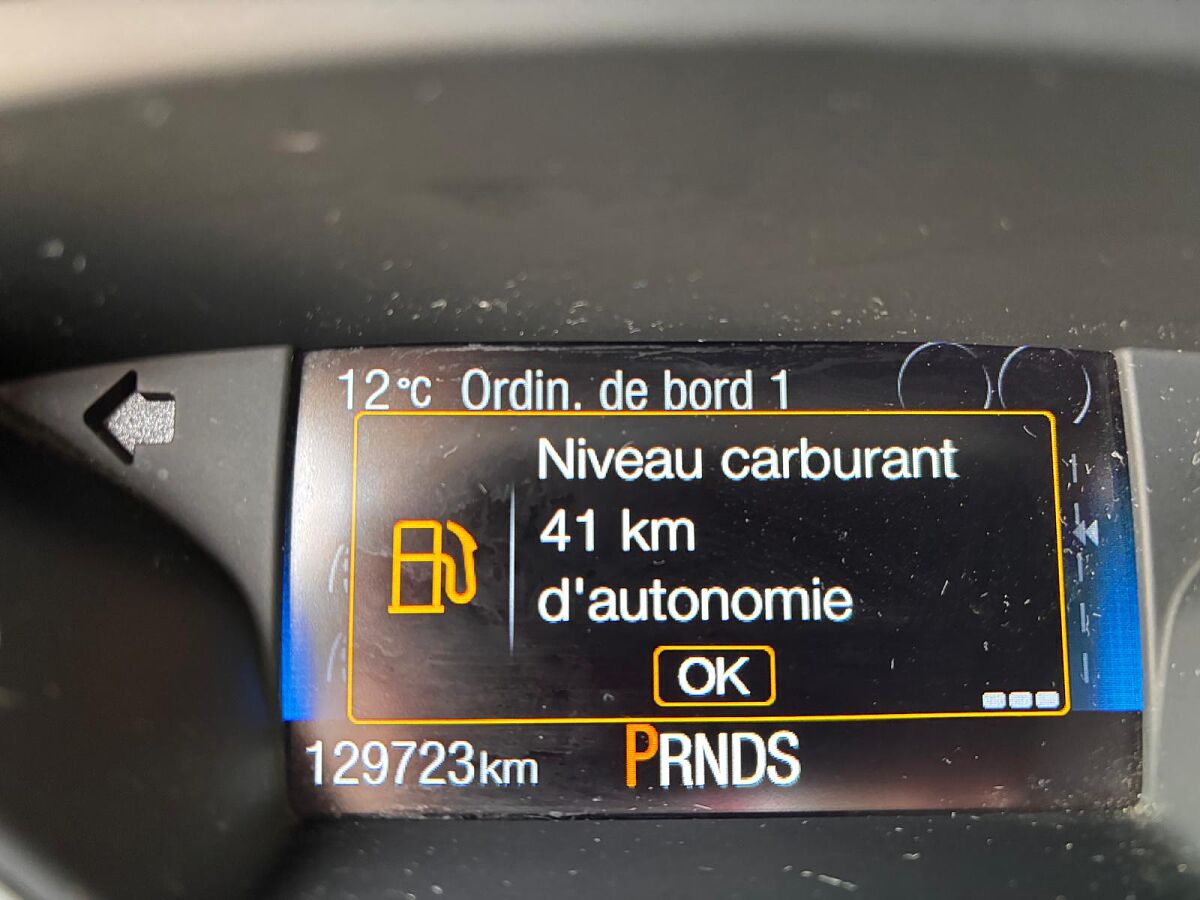 12°C Ordin. de bord 1
Niveau carburant
41 km
d'autonomie
OK
129723km PRNDS